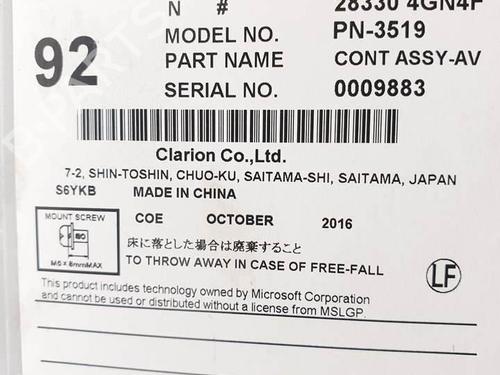 N # 28330 4GN4F
92
MODEL NO. PN-3519
PART NAME CONT ASSY-AV
SERIAL NO. 0009883
Clarion Co.,Ltd.
7-2, SHIN-TOSHIN, CHUO-KU, SAITAMA-SHI, SAITAMA, JAPAN
S6YKB MADE IN CHINA
MOUNT SCREW
COE OCTOBER 2016
床に落とした場合は廃棄すること
M5 x 8mmMAX
TO THROW AWAY IN CASE OF FREE-FALL
LF
This product includes technology owned by Microsoft Corporation
and cannot be used or distributed without a license from MSLGP.